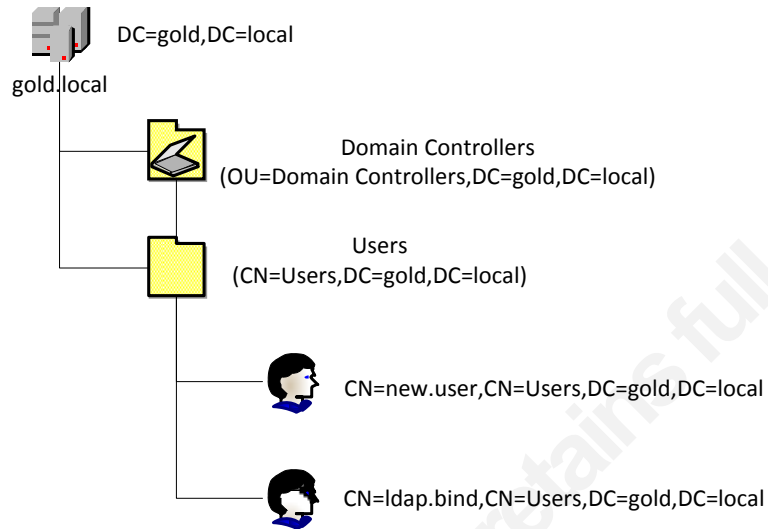 DC=gold,DC=local
gold.local
Domain Controllers
(OU=Domain Controllers,DC=gold,DC=local)
Users
(CN=Users,DC=gold,DC=local)
CN=new.user,CN=Users,DC=gold,DC=local
CN=ldap.bind,CN=Users,DC=gold,DC=local
retains full